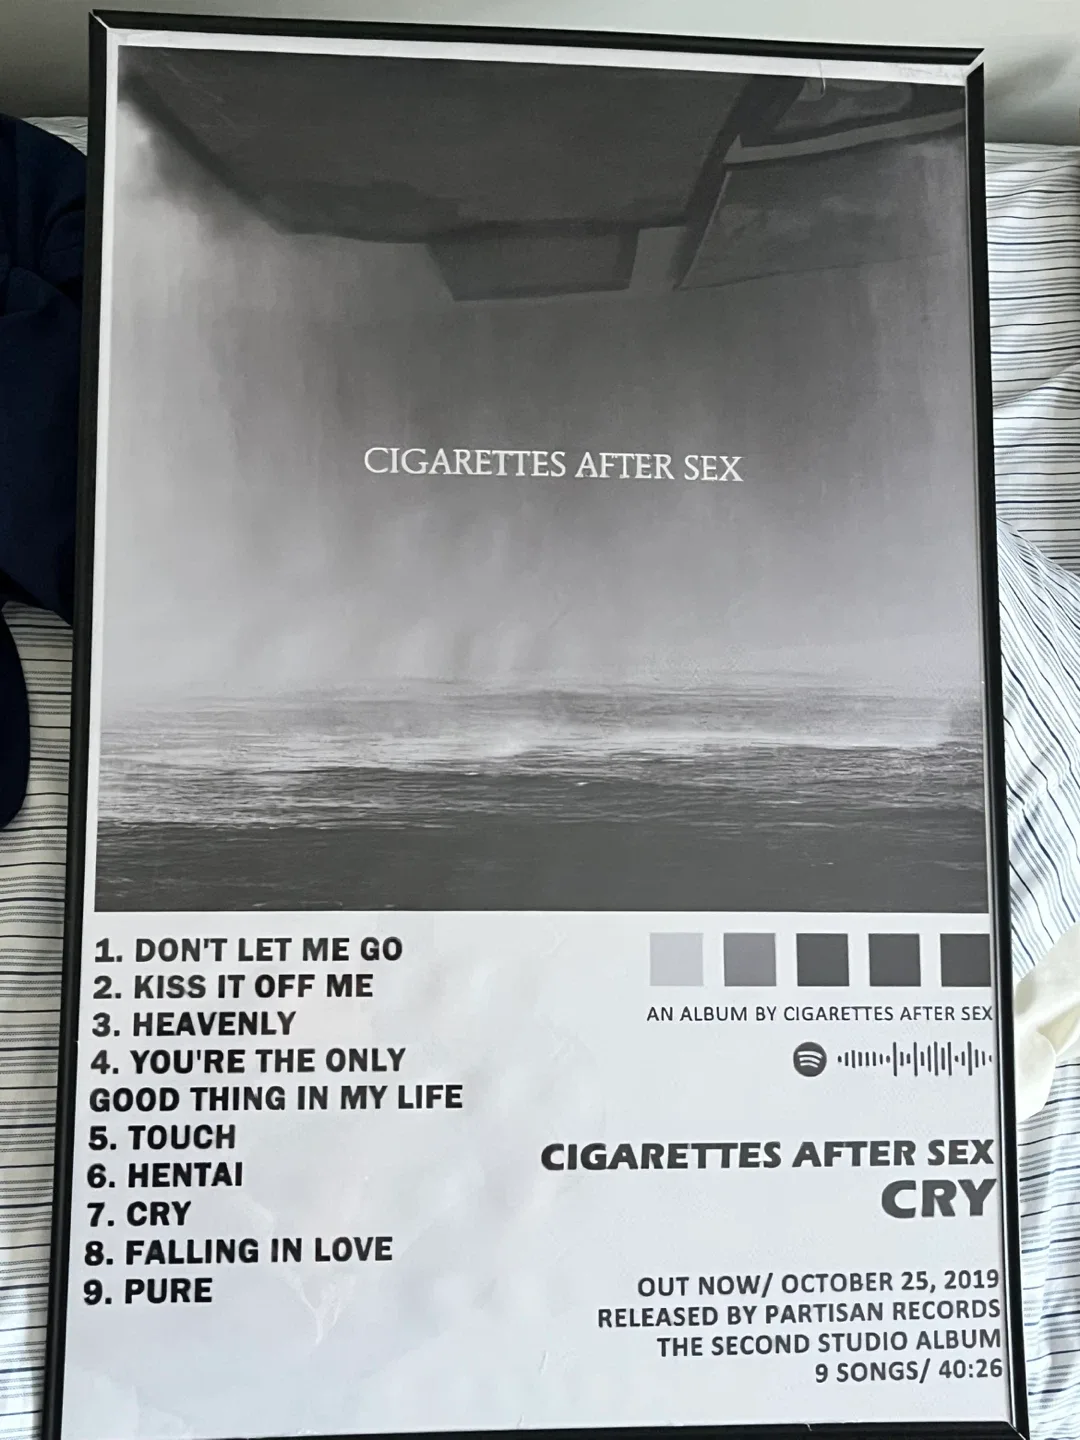 CIGARETTES AFTER SEX
1. DON'T LET ME GO
2. KISS IT OFF ME
3. HEAVENLY
4. YOU'RE THE ONLY
GOOD THING IN MY LIFE
5. TOUCH
6. HENTAI
7. CRY
8. FALLING IN LOVE
9. PURE
AN ALBUM BY CIGARETTES AFTER SEX
CIGARETTES AFTER SEX
CRY
OUT NOW/ OCTOBER 25, 2019
RELEASED BY PARTISAN RECORDS
THE SECOND STUDIO ALBUM
9 SONGS/ 40:26